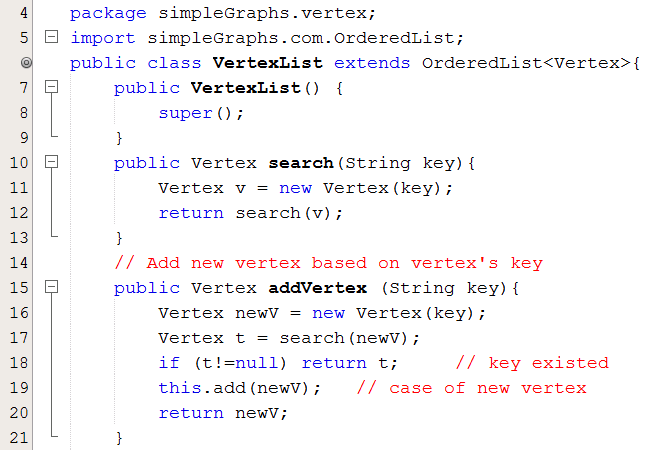 4 package simpleGraphs.vertex;
5 import simpleGraphs.com.OrderedList;
public class VertexList extends OrderedList<Vertex>{
7 public VertexList() {
8 super();
9 }
10 public Vertex search(String key){
11 Vertex v = new Vertex(key);
12 return search(v);
13 }
14 // Add new vertex based on vertex's key
15 public Vertex addVertex (String key){
16 Vertex newV = new Vertex(key);
17 Vertex t = search(newV);
18 if (t!=null) return t; // key existed
19 this.add(newV); // case of new vertex
20 return newV;
21 }